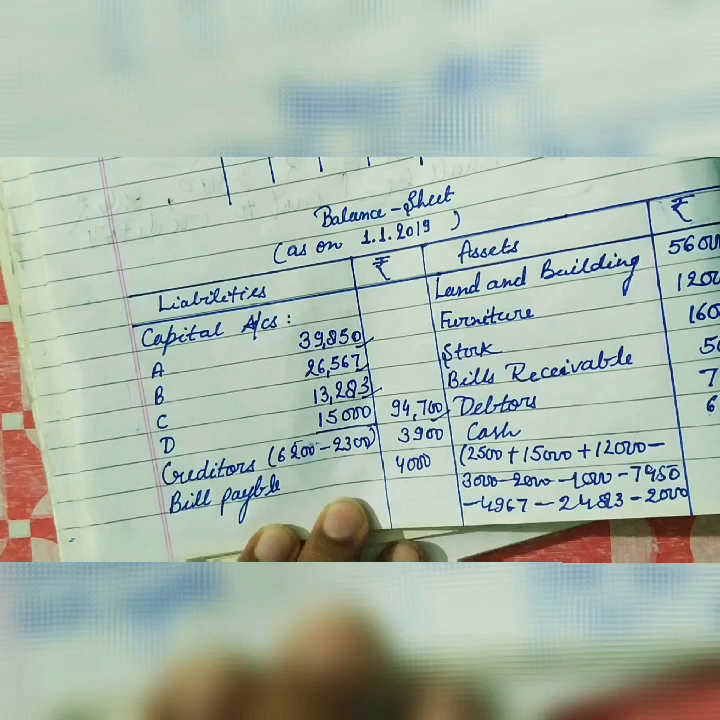 Balance-Sheet
(as on 1.1.2019)
Liabilities ₹ Assets ₹
Capital A/cs: Land and Building 5600
A 39,850 Furniture 1200
B 26,567 Stock 160
C 13,283 Bills Receivable 50
D 15000 94,700 Debtors 7
Creditors (6200-2300) 3900 Cash 6
Bill payble 4000 (2500+15000+12000-
3000-2000-1000-7950
-4967-2483-2000